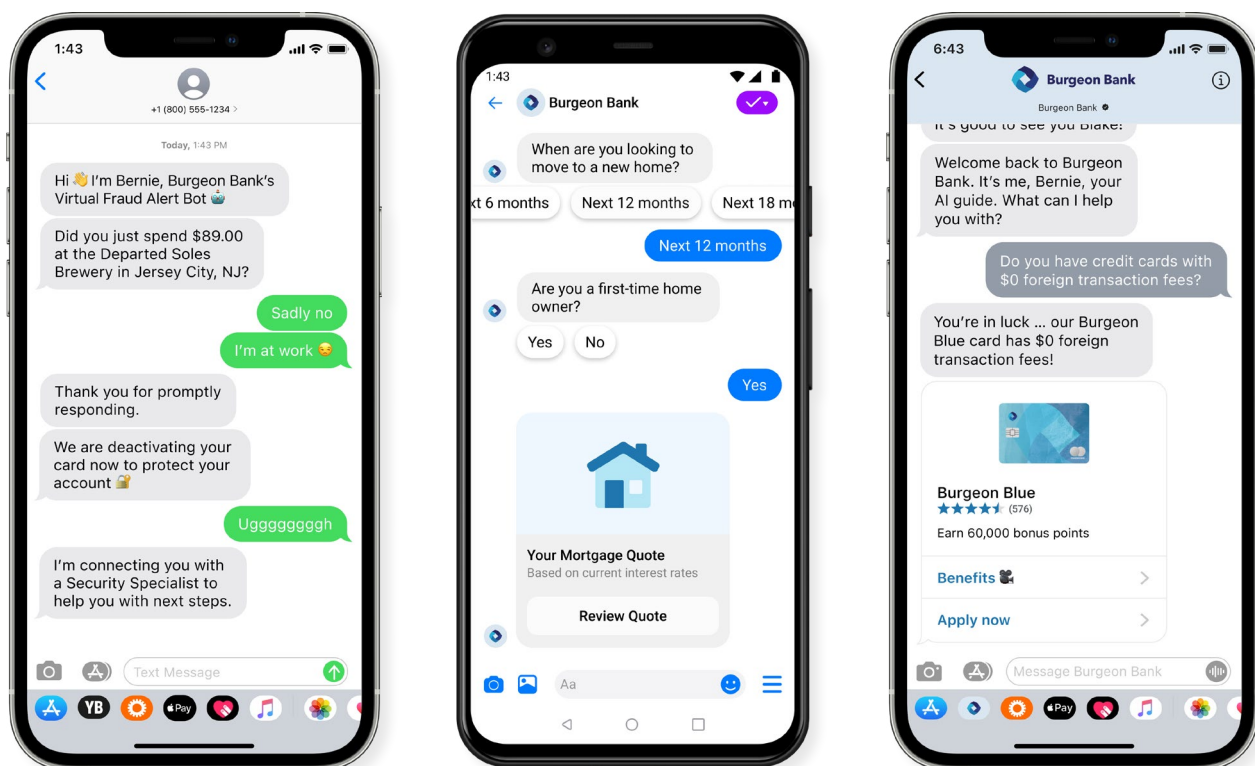 1:43
+1 (800) 555-1234 >
Today, 1:43 PM
Hi 👋 I'm Bernie, Burgeon Bank's
Virtual Fraud Alert Bot 🤖
Did you just spend $89.00
at the Departed Soles
Brewery in Jersey City, NJ?
Sadly no
I'm at work 😒
Thank you for promptly
responding.
We are deactivating your
card now to protect your
account 🔐
Uggggggggh
I'm connecting you with
a Security Specialist to
help you with next steps.
Text Message
YB
Pay
1:43
Burgeon Bank
When are you looking to
move to a new home?
xt 6 months
Next 12 months
Next 18 m
Next 12 months
Are you a first-time home
owner?
Yes
No
Yes
Your Mortgage Quote
Based on current interest rates
Review Quote
Aa
6:43
Burgeon Bank
Burgeon Bank
It's good to see you Blake!
Welcome back to Burgeon
Bank. It's me, Bernie, your
AI guide. What can I help
you with?
Do you have credit cards with
$0 foreign transaction fees?
You're in luck ... our Burgeon
Blue card has $0 foreign
transaction fees!
Burgeon Blue
(576)
Earn 60,000 bonus points
Benefits 🎥
Apply now
Message Burgeon Bank
Pay